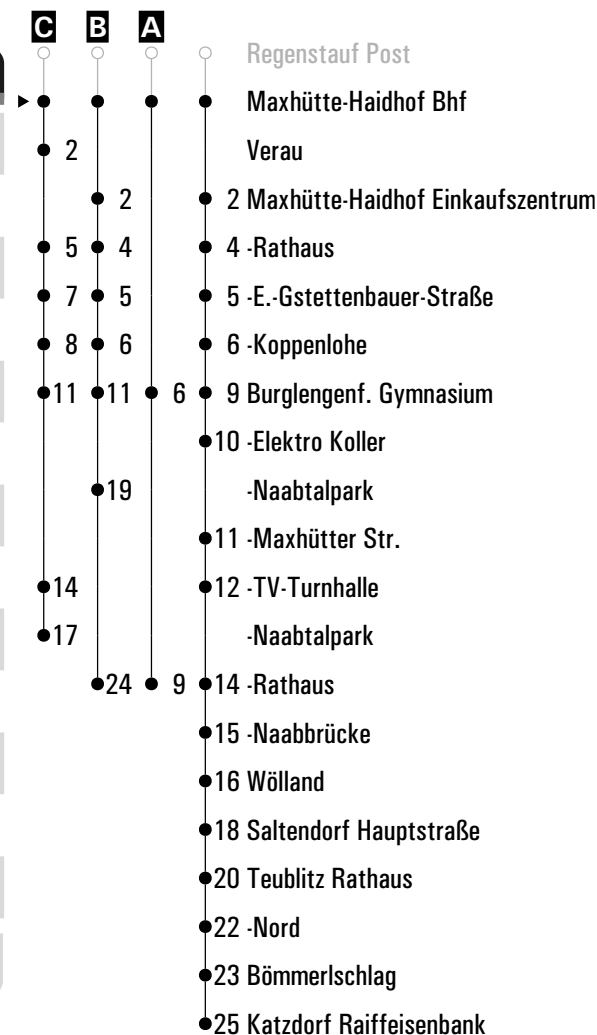 C B A
Regenstauf Post
Maxhütte-Haidhof Bhf
2 Verau
2 2 Maxhütte-Haidhof Einkaufszentrum
5 4 4 -Rathaus
7 5 5 -E.-Gstettenbauer-Straße
8 6 6 -Koppenlohe
11 11 6 9 Burglengenf. Gymnasium
10 -Elektro Koller
19 -Naabtalpark
11 -Maxhütter Str.
14 12 -TV-Turnhalle
17 -Naabtalpark
24 9 14 -Rathaus
15 -Naabbrücke
16 Wölland
18 Saltendorf Hauptstraße
20 Teublitz Rathaus
22 -Nord
23 Bömmerlschlag
25 Katzdorf Raiffeisenbank